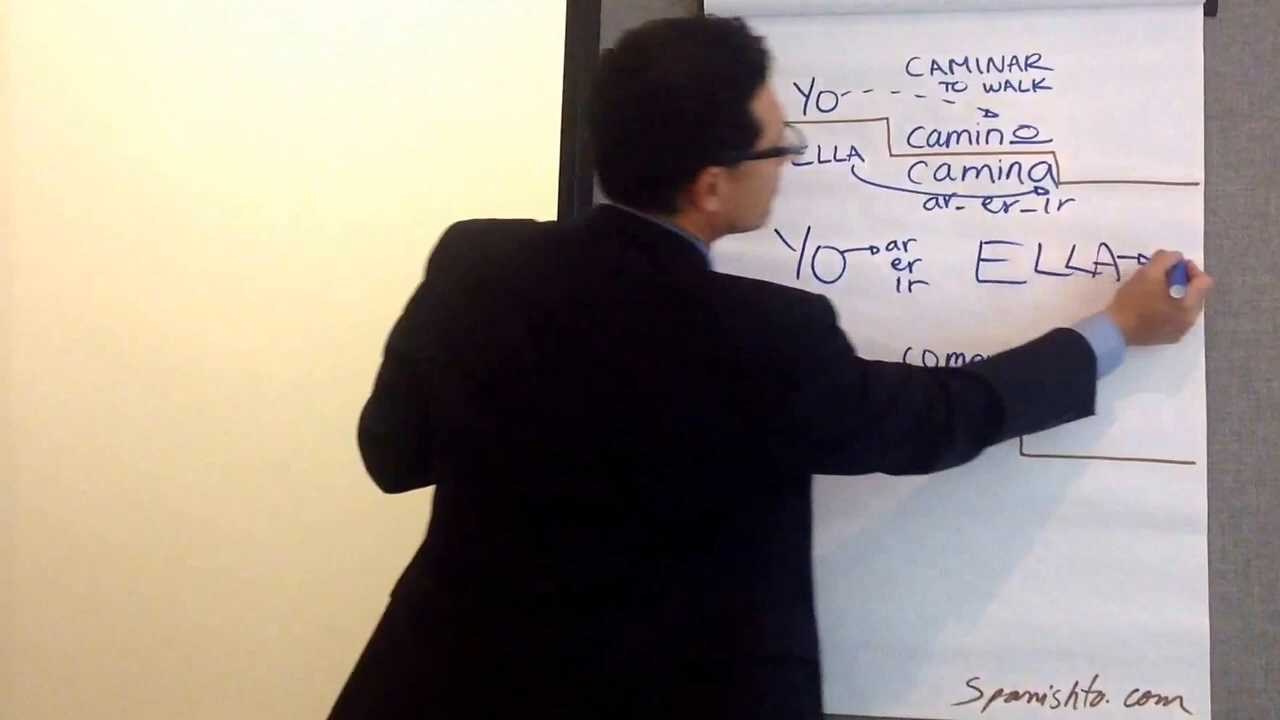 CAMINAR
TO WALK
Yo
camino
ELLA
camina
ar- er-ir
Yo
ar
er
ir
ELLA
Spanishto.com